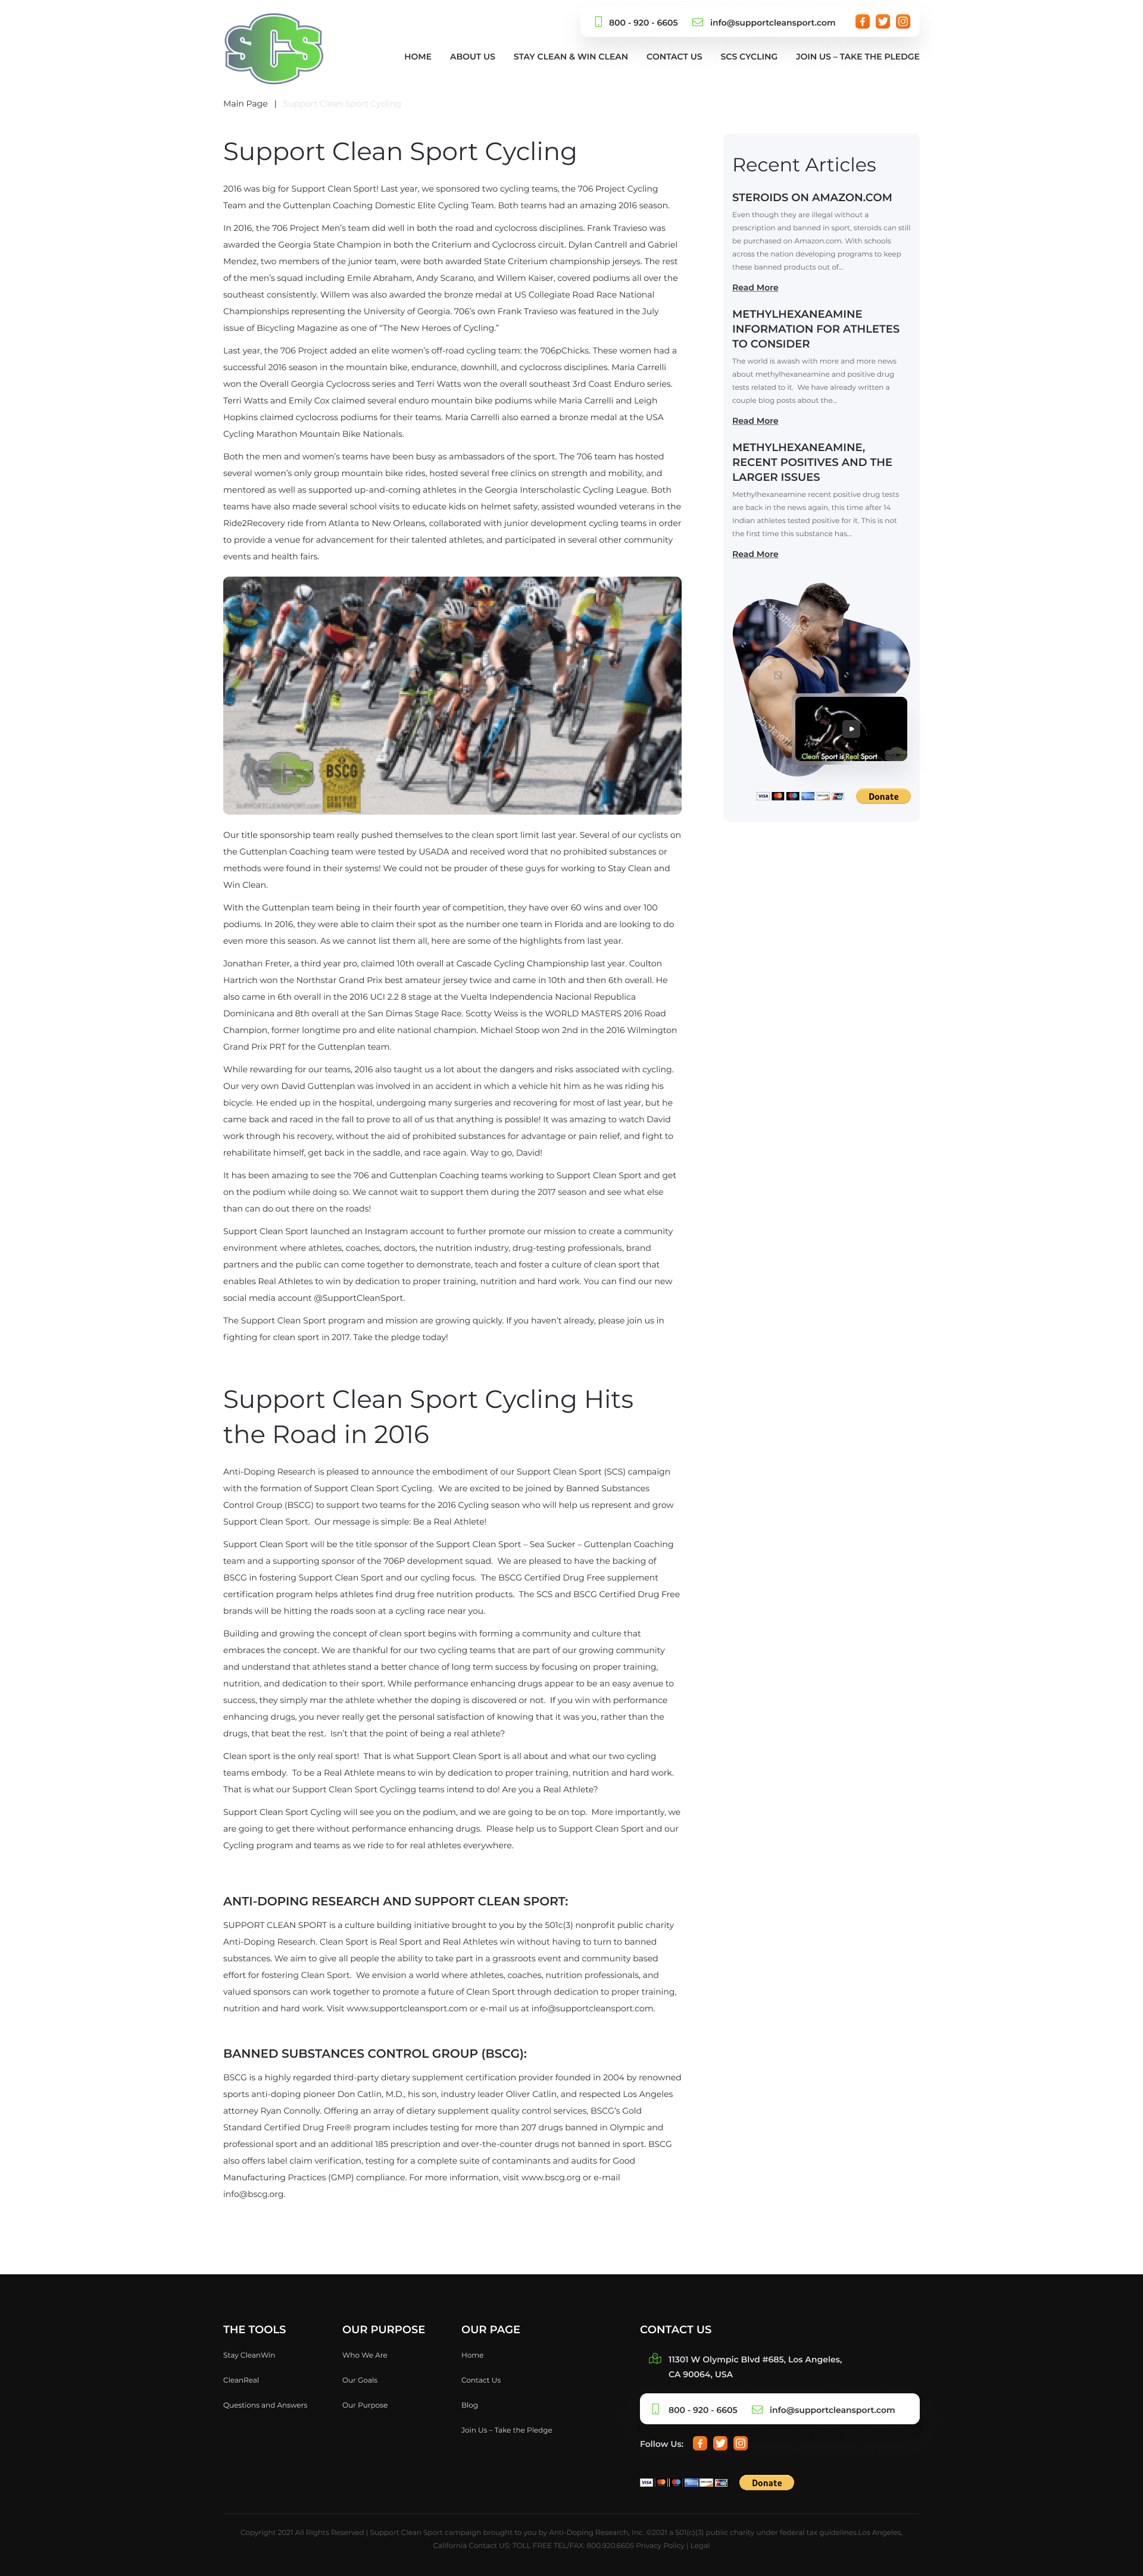 SCS
800 - 920 - 6605
info@supportcleansport.com
HOME
ABOUT US
STAY CLEAN & WIN CLEAN
CONTACT US
SCS CYCLING
JOIN US – TAKE THE PLEDGE
Main Page | Support Clean Sport Cycling
Support Clean Sport Cycling
2016 was big for Support Clean Sport! Last year, we sponsored two cycling teams, the 706 Project Cycling
Team and the Guttenplan Coaching Domestic Elite Cycling Team. Both teams had an amazing 2016 season.
In 2016, the 706 Project Men’s team did well in both the road and cyclocross disciplines. Frank Travieso was
awarded the Georgia State Champion in both the Criterium and Cyclocross circuit. Dylan Cantrell and Gabriel
Mendez, two members of the junior team, were both awarded State Criterium championship jerseys. The rest
of the men’s squad including Emile Abraham, Andy Scarano, and Willem Kaiser, covered podiums all over the
southeast consistently. Willem was also awarded the bronze medal at US Collegiate Road Race National
Championships representing the University of Georgia. 706’s own Frank Travieso was featured in the July
issue of Bicycling Magazine as one of “The New Heroes of Cycling.”
Last year, the 706 Project added an elite women’s off-road cycling team: the 706pChicks. These women had a
successful 2016 season in the mountain bike, endurance, downhill, and cyclocross disciplines. Maria Carrelli
won the Overall Georgia Cyclocross series and Terri Watts won the overall southeast 3rd Coast Enduro series.
Terri Watts and Emily Cox claimed several enduro mountain bike podiums while Maria Carrelli and Leigh
Hopkins claimed cyclocross podiums for their teams. Maria Carrelli also earned a bronze medal at the USA
Cycling Marathon Mountain Bike Nationals.
Both the men and women’s teams have been busy as ambassadors of the sport. The 706 team has hosted
several women’s only group mountain bike rides, hosted several free clinics on strength and mobility, and
mentored as well as supported up-and-coming athletes in the Georgia Interscholastic Cycling League. Both
teams have also made several school visits to educate kids on helmet safety, assisted wounded veterans in the
Ride2Recovery ride from Atlanta to New Orleans, collaborated with junior development cycling teams in order
to provide a venue for advancement for their talented athletes, and participated in several other community
events and health fairs.
SCS
BSCG
CERTIFIED
DRUG FREE
SUPPORTCLEANSPORT.COM
Our title sponsorship team really pushed themselves to the clean sport limit last year. Several of our cyclists on
the Guttenplan Coaching team were tested by USADA and received word that no prohibited substances or
methods were found in their systems! We could not be prouder of these guys for working to Stay Clean and
Win Clean.
With the Guttenplan team being in their fourth year of competition, they have over 60 wins and over 100
podiums. In 2016, they were able to claim their spot as the number one team in Florida and are looking to do
even more this season. As we cannot list them all, here are some of the highlights from last year.
Jonathan Freter, a third year pro, claimed 10th overall at Cascade Cycling Championship last year. Coulton
Hartrich won the Northstar Grand Prix best amateur jersey twice and came in 10th and then 6th overall. He
also came in 6th overall in the 2016 UCI 2.2 8 stage at the Vuelta Independencia Nacional Republica
Dominicana and 8th overall at the San Dimas Stage Race. Scotty Weiss is the WORLD MASTERS 2016 Road
Champion, former longtime pro and elite national champion. Michael Stoop won 2nd in the 2016 Wilmington
Grand Prix PRT for the Guttenplan team.
While rewarding for our teams, 2016 also taught us a lot about the dangers and risks associated with cycling.
Our very own David Guttenplan was involved in an accident in which a vehicle hit him as he was riding his
bicycle. He ended up in the hospital, undergoing many surgeries and recovering for most of last year, but he
came back and raced in the fall to prove to all of us that anything is possible! It was amazing to watch David
work through his recovery, without the aid of prohibited substances for advantage or pain relief, and fight to
rehabilitate himself, get back in the saddle, and race again. Way to go, David!
It has been amazing to see the 706 and Guttenplan Coaching teams working to Support Clean Sport and get
on the podium while doing so. We cannot wait to support them during the 2017 season and see what else
than can do out there on the roads!
Support Clean Sport launched an Instagram account to further promote our mission to create a community
environment where athletes, coaches, doctors, the nutrition industry, drug-testing professionals, brand
partners and the public can come together to demonstrate, teach and foster a culture of clean sport that
enables Real Athletes to win by dedication to proper training, nutrition and hard work. You can find our new
social media account @SupportCleanSport.
The Support Clean Sport program and mission are growing quickly. If you haven’t already, please join us in
fighting for clean sport in 2017. Take the pledge today!
Support Clean Sport Cycling Hits
the Road in 2016
Anti-Doping Research is pleased to announce the embodiment of our Support Clean Sport (SCS) campaign
with the formation of Support Clean Sport Cycling. We are excited to be joined by Banned Substances
Control Group (BSCG) to support two teams for the 2016 Cycling season who will help us represent and grow
Support Clean Sport. Our message is simple: Be a Real Athlete!
Support Clean Sport will be the title sponsor of the Support Clean Sport – Sea Sucker – Guttenplan Coaching
team and a supporting sponsor of the 706P development squad. We are pleased to have the backing of
BSCG in fostering Support Clean Sport and our cycling focus. The BSCG Certified Drug Free supplement
certification program helps athletes find drug free nutrition products. The SCS and BSCG Certified Drug Free
brands will be hitting the roads soon at a cycling race near you.
Building and growing the concept of clean sport begins with forming a community and culture that
embraces the concept. We are thankful for our two cycling teams that are part of our growing community
and understand that athletes stand a better chance of long term success by focusing on proper training,
nutrition, and dedication to their sport. While performance enhancing drugs appear to be an easy avenue to
success, they simply mar the athlete whether the doping is discovered or not. If you win with performance
enhancing drugs, you never really get the personal satisfaction of knowing that it was you, rather than the
drugs, that beat the rest. Isn’t that the point of being a real athlete?
Clean sport is the only real sport! That is what Support Clean Sport is all about and what our two cycling
teams embody. To be a Real Athlete means to win by dedication to proper training, nutrition and hard work.
That is what our Support Clean Sport Cyclingg teams intend to do! Are you a Real Athlete?
Support Clean Sport Cycling will see you on the podium, and we are going to be on top. More importantly, we
are going to get there without performance enhancing drugs. Please help us to Support Clean Sport and our
Cycling program and teams as we ride to for real athletes everywhere.
ANTI-DOPING RESEARCH AND SUPPORT CLEAN SPORT:
SUPPORT CLEAN SPORT is a culture building initiative brought to you by the 501c(3) nonprofit public charity
Anti-Doping Research. Clean Sport is Real Sport and Real Athletes win without having to turn to banned
substances. We aim to give all people the ability to take part in a grassroots event and community based
effort for fostering Clean Sport. We envision a world where athletes, coaches, nutrition professionals, and
valued sponsors can work together to promote a future of Clean Sport through dedication to proper training,
nutrition and hard work. Visit www.supportcleansport.com or e-mail us at info@supportcleansport.com.
BANNED SUBSTANCES CONTROL GROUP (BSCG):
BSCG is a highly regarded third-party dietary supplement certification provider founded in 2004 by renowned
sports anti-doping pioneer Don Catlin, M.D., his son, industry leader Oliver Catlin, and respected Los Angeles
attorney Ryan Connolly. Offering an array of dietary supplement quality control services, BSCG’s Gold
Standard Certified Drug Free® program includes testing for more than 207 drugs banned in Olympic and
professional sport and an additional 185 prescription and over-the-counter drugs not banned in sport. BSCG
also offers label claim verification, testing for a complete suite of contaminants and audits for Good
Manufacturing Practices (GMP) compliance. For more information, visit www.bscg.org or e-mail
info@bscg.org.
Recent Articles
STEROIDS ON AMAZON.COM
Even though they are illegal without a
prescription and banned in sport, steroids can still
be purchased on Amazon.com. With schools
across the nation developing programs to keep
these banned products out of...
Read More
METHYLHEXANEAMINE
INFORMATION FOR ATHLETES
TO CONSIDER
The world is awash with more and more news
about methylhexaneamine and positive drug
tests related to it. We have already written a
couple blog posts about the...
Read More
METHYLHEXANEAMINE,
RECENT POSITIVES AND THE
LARGER ISSUES
Methylhexaneamine recent positive drug tests
are back in the news again, this time after 14
Indian athletes tested positive for it. This is not
the first time this substance has...
Read More
Clean Sport is Real Sport
VISA
Donate
THE TOOLS
Stay CleanWin
CleanReal
Questions and Answers
OUR PURPOSE
Who We Are
Our Goals
Our Purpose
OUR PAGE
Home
Contact Us
Blog
Join Us – Take the Pledge
CONTACT US
11301 W Olympic Blvd #685, Los Angeles,
CA 90064, USA
800 - 920 - 6605
info@supportcleansport.com
Follow Us:
VISA
Donate
Copyright 2021 All Rights Reserved | Support Clean Sport campaign brought to you by Anti-Doping Research, Inc. ©2021 a 501(c)(3) public charity under federal tax guidelines.Los Angeles,
California Contact US: TOLL FREE TEL/FAX: 800.920.6605 Privacy Policy | Legal